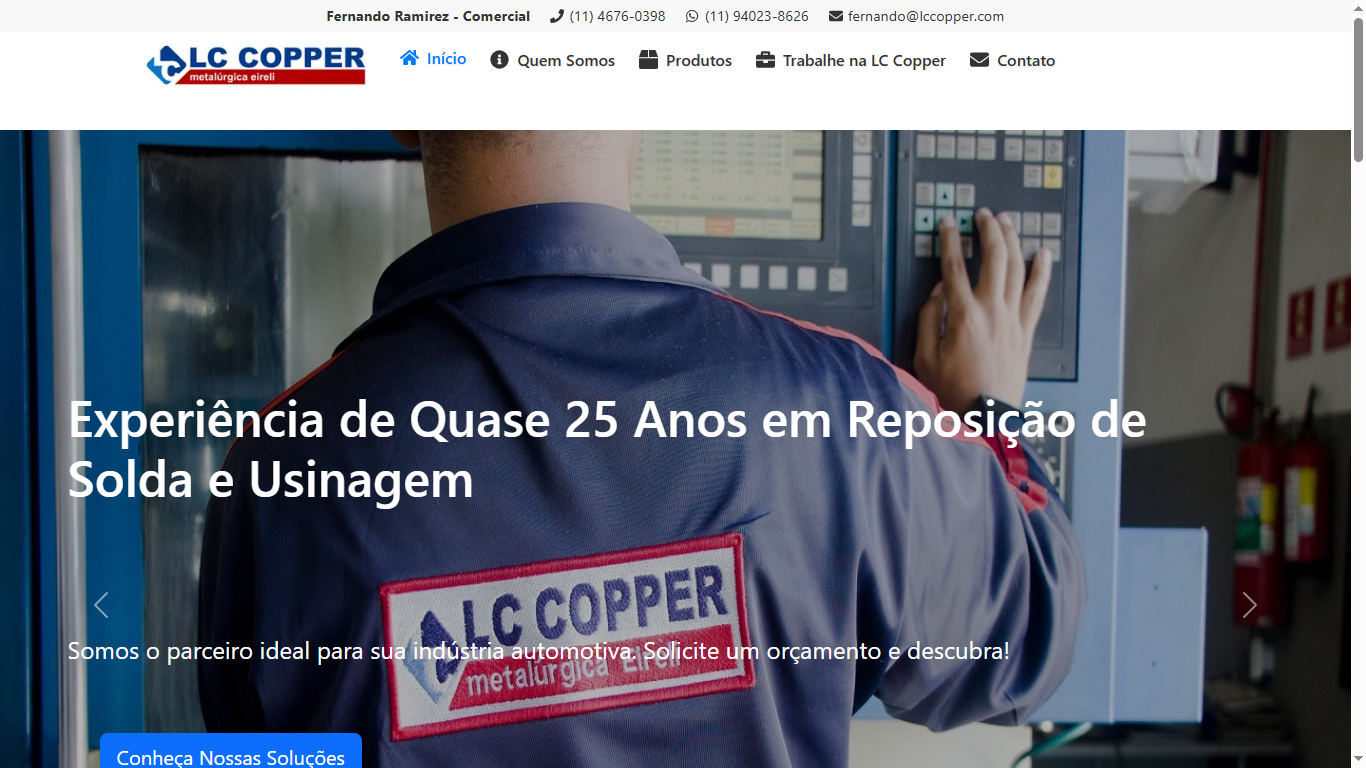 Fernando Ramirez - Comercial (11) 4676-0398 (11) 94023-8626 fernando@lccopper.com
LC COPPER
metalúrgica eireli
Início Quem Somos Produtos Trabalhe na LC Copper Contato
Experiência de Quase 25 Anos em Reposição de
Solda e Usinagem
LC COPPER
metalúrgica Eireli
Somos o parceiro ideal para sua indústria automotiva. Solicite um orçamento e descubra!
Conheça Nossas Soluções